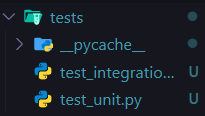 tests
__pycache__
test_integratio... U
test_unit.py U